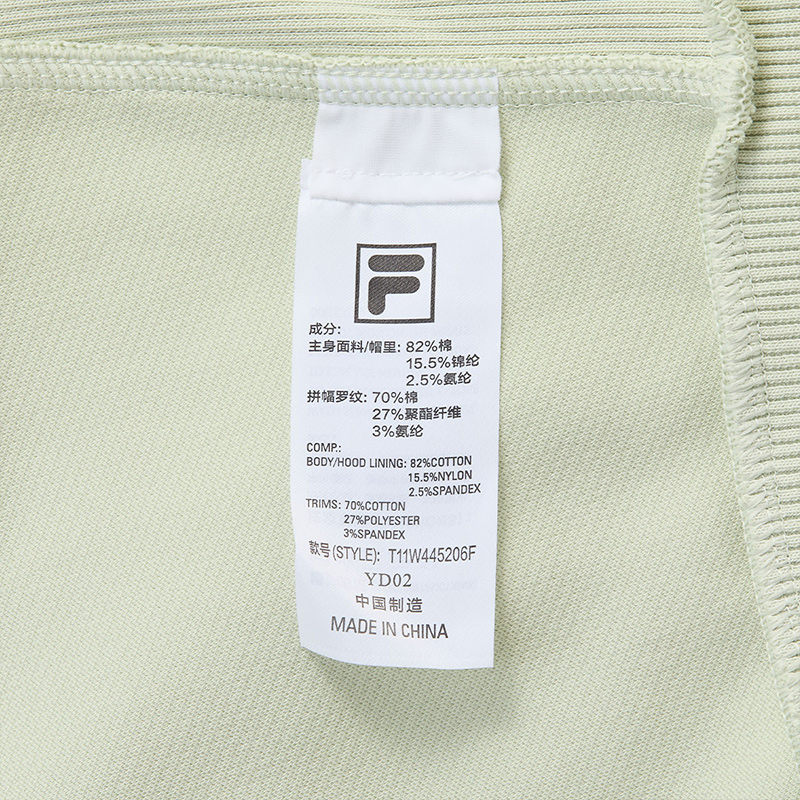 F
成分:
主身面料/帽里: 82%棉
15.5%锦纶
2.5%氨纶
拼幅罗纹: 70%棉
27%聚酯纤维
3%氨纶
COMP.:
BODY/HOOD LINING: 82%COTTON
15.5%NYLON
2.5%SPANDEX
TRIMS: 70%COTTON
27%POLYESTER
3%SPANDEX
款号(STYLE): T11W445206F
YD02
中国制造
MADE IN CHINA